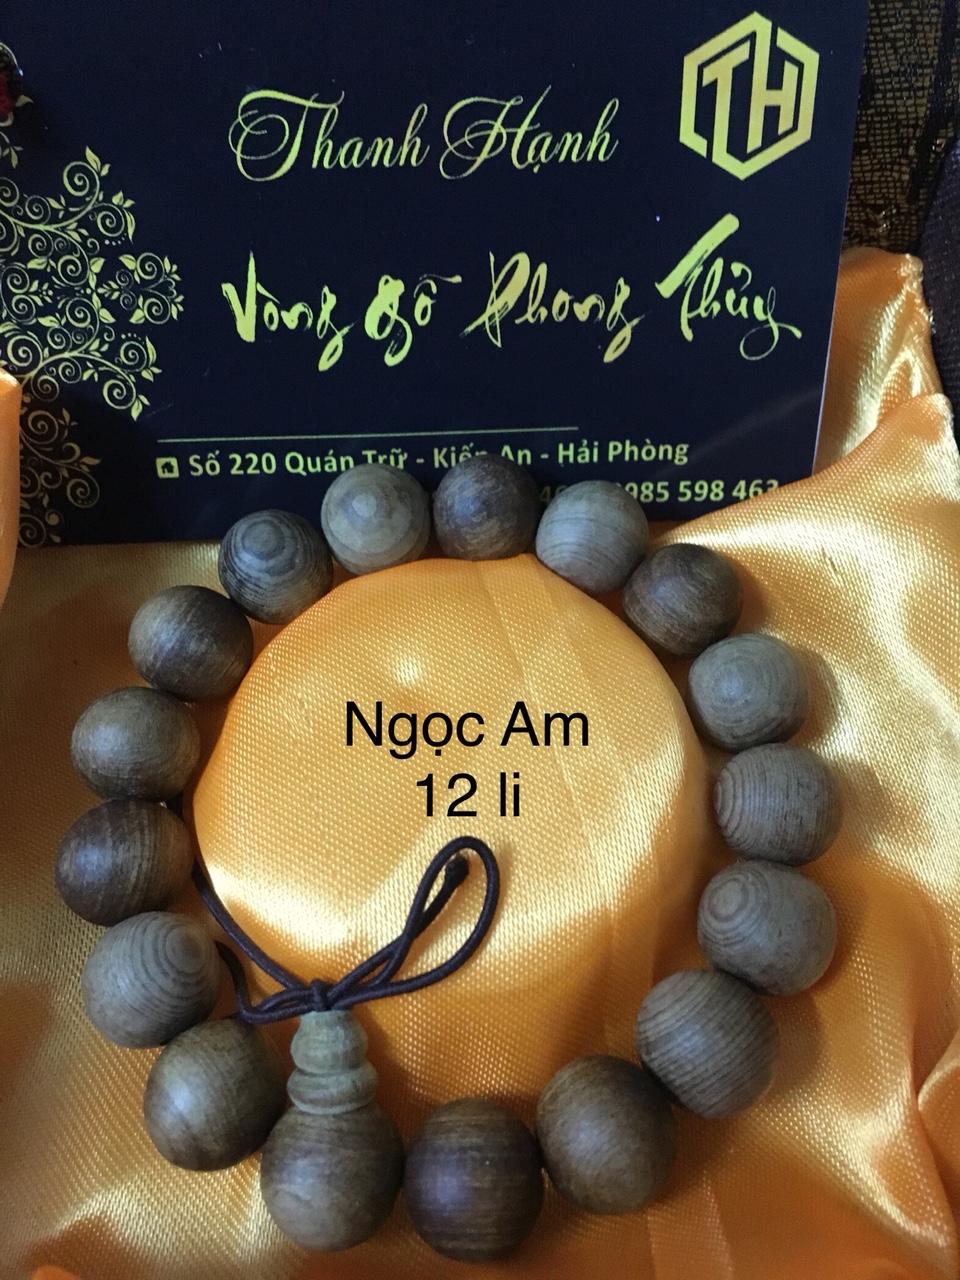 TH
Thanh Hạnh
Vòng gỗ Phong Thủy
Số 220 Quán Trữ - Kiến An - Hải Phòng
985 598 463
Ngọc Am
12 li